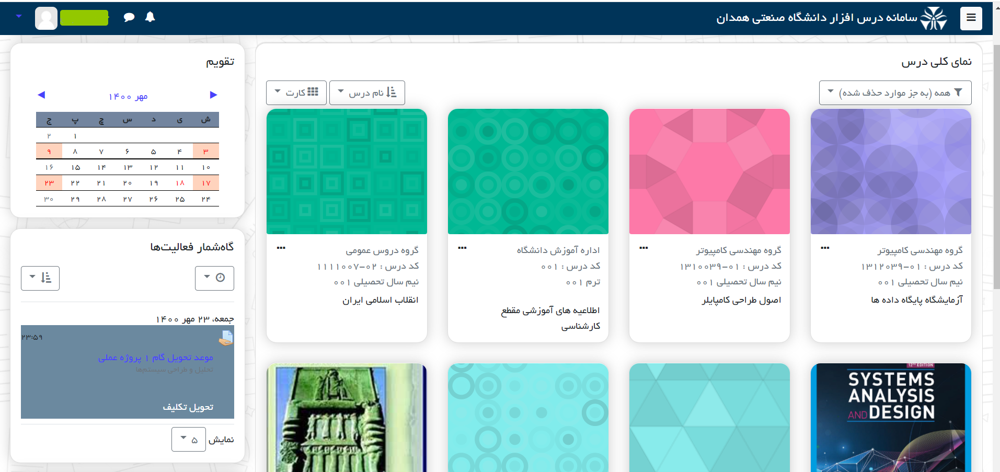 سامانه درس افزار دانشگاه صنعتی همدان
نمای کلی درس
همه (به جز موارد حذف شده)
نام درس
کارت
گروه مهندسی کامپیوتر
کد درس : ۰۱-۱۳۱۲۰۳۹
نیم سال تحصیلی ۰۰۱
آزمایشگاه پایگاه داده ها
گروه مهندسی کامپیوتر
کد درس : ۰۱-۱۳۱۰۰۳۹
نیم سال تحصیلی ۰۰۱
اصول طراحی کامپایلر
اداره آموزش دانشگاه
کد درس : ۰۰۱
ترم ۰۰۱
اطلاعیه های آموزشی مقطع
کارشناسی
گروه دروس عمومی
کد درس : ۰۲-۱۱۱۱۰۰۷
نیم سال تحصیلی ۰۰۱
انقلاب اسلامی ایران
12TH EDITION
SYSTEMS
ANALYSIS
AND DESIGN
تقویم
مهر ۱۴۰۰
ش ی د س چ پ ج
۱ ۲
۳ ۴ ۵ ۶ ۷ ۸ ۹
۱۰ ۱۱ ۱۲ ۱۳ ۱۴ ۱۵ ۱۶
۱۷ ۱۸ ۱۹ ۲۰ ۲۱ ۲۲ ۲۳
۲۴ ۲۵ ۲۶ ۲۷ ۲۸ ۲۹ ۳۰
گاه‌شمار فعالیت‌ها
جمعه، ۲۳ مهر ۱۴۰۰
۲۳:۵۹
موعد تحویل گام ۱ پروژه عملی
تحلیل و طراحی سیستم‌ها
تحویل تکلیف
نمایش ۵